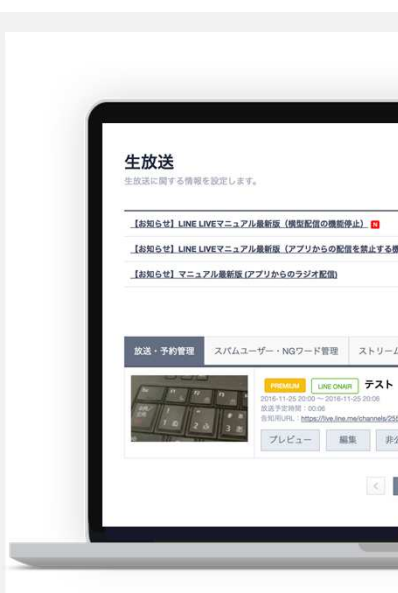 生放送
生放送に関する情報を設定します。
【お知らせ】LINE LIVEマニュアル最新版（横型配信の機能停止） N
【お知らせ】LINE LIVEマニュアル最新版（アプリからの配信を禁止する機
【お知らせ】マニュアル最新版 (アプリからのラジオ配信)
放送・予約管理 スパムユーザー・NGワード管理 ストリーム
PREMIUM LINE ONAIR テスト
2016-11-25 20:00 ～ 2016-11-25 20:06
放送予定時間：00:06
告知用URL：https://live.line.me/channels/255
プレビュー 編集 非公
<